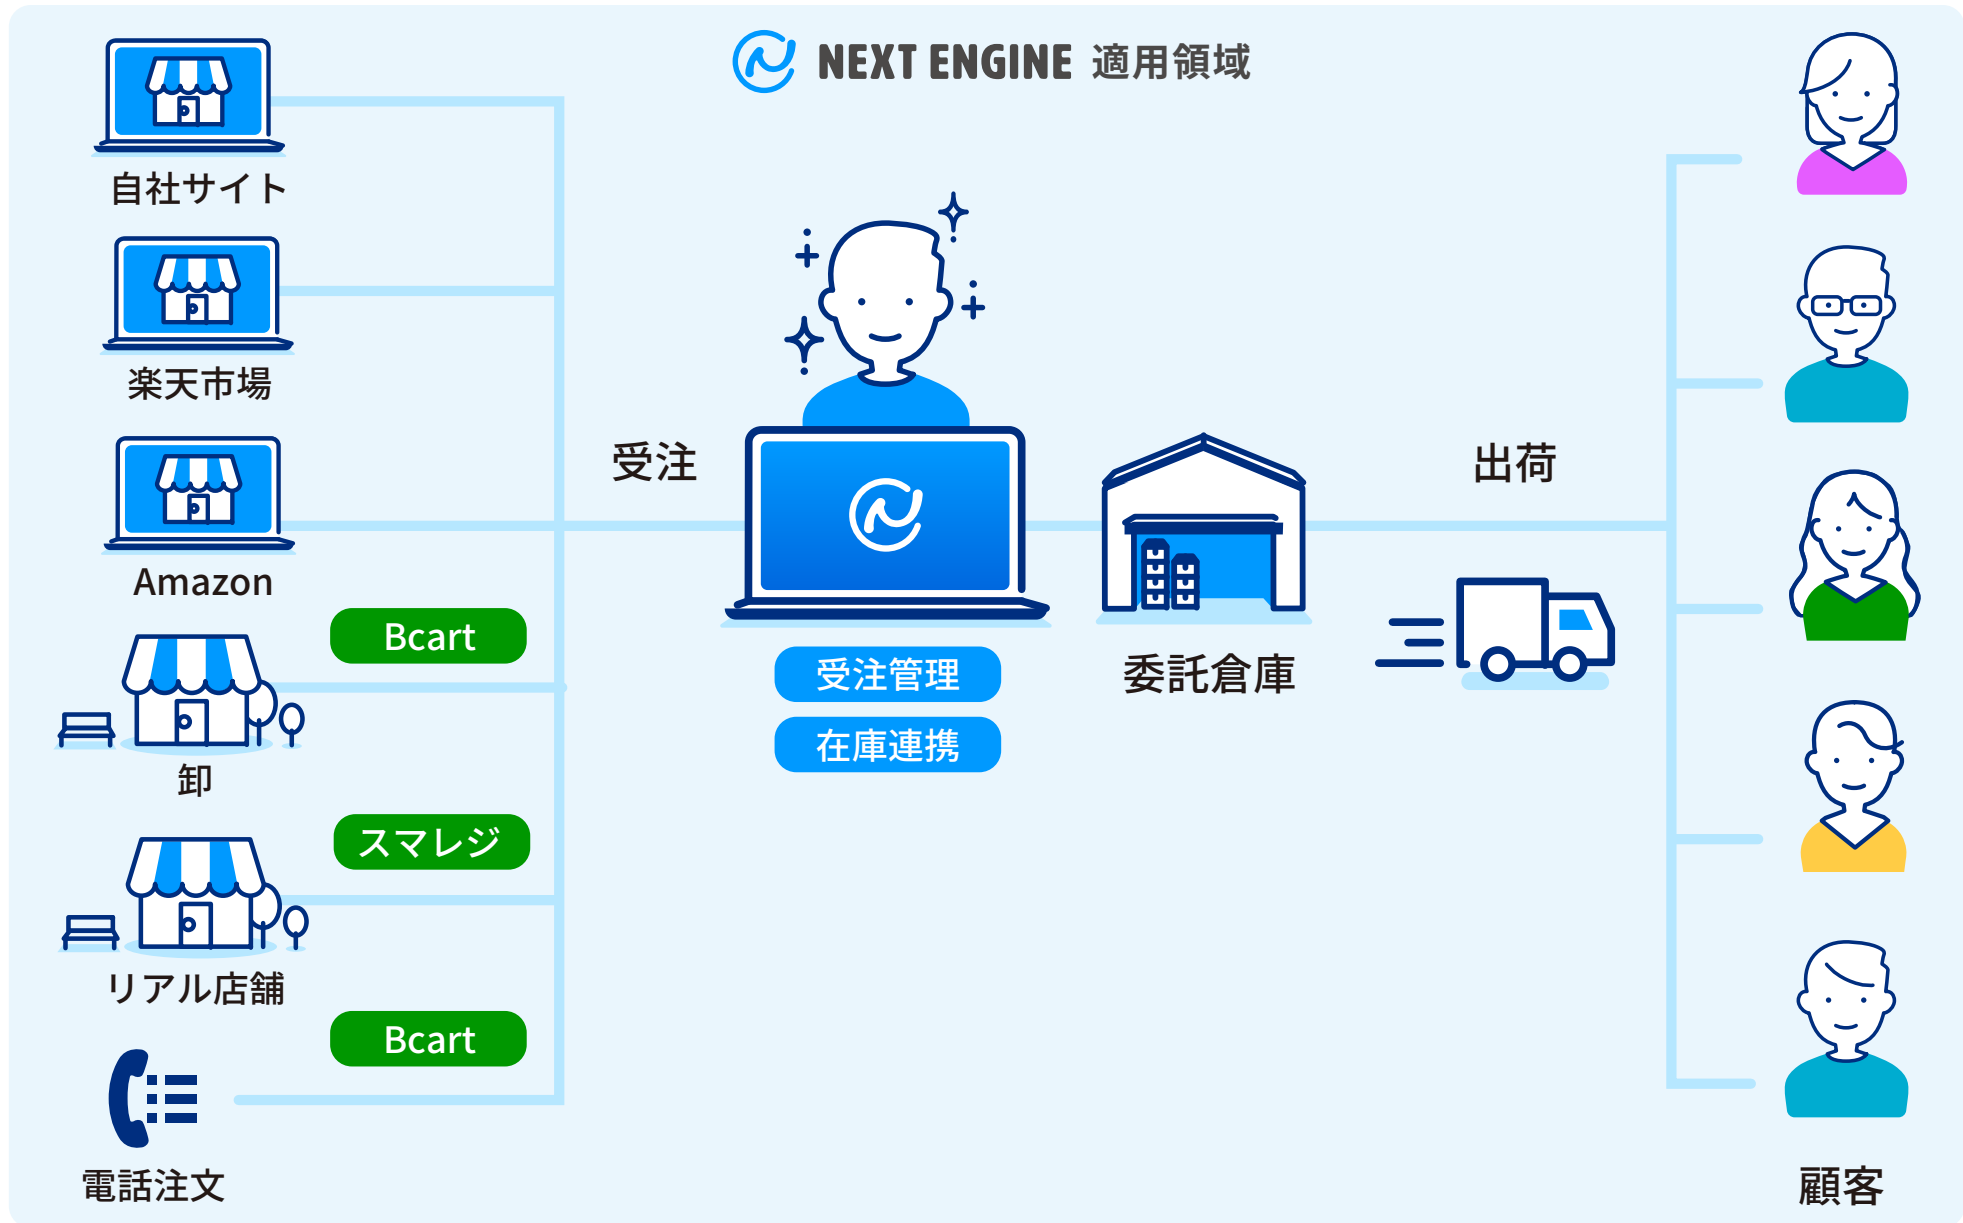 NEXT ENGINE 適用領域
自社サイト
楽天市場
Amazon
Bcart
卸
スマレジ
リアル店舗
Bcart
電話注文
受注
受注管理
在庫連携
委託倉庫
出荷
顧客